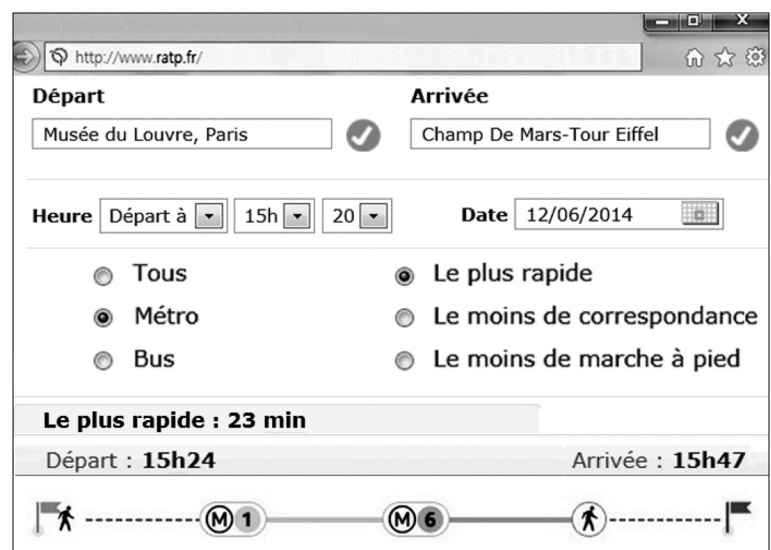 http://www.ratp.fr/
Départ Arrivée
Musée du Louvre, Paris Champ De Mars-Tour Eiffel
Heure Départ à 15h 20 Date 12/06/2014
Tous Le plus rapide
Métro Le moins de correspondance
Bus Le moins de marche à pied
Le plus rapide : 23 min
Départ : 15h24 Arrivée : 15h47
M 1 M 6